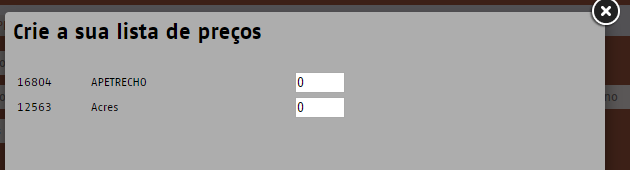 Crie a sua lista de preços
16804 APETRECHO 0
12563 Acres 0